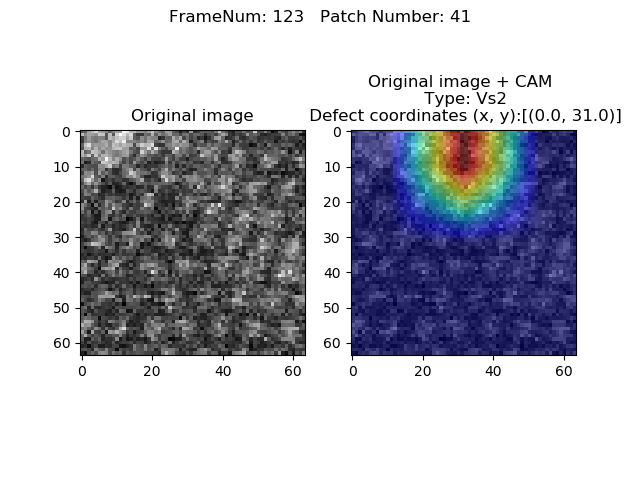 FrameNum: 123   Patch Number: 41
Original image
0
10
20
30
40
50
60
0 20 40 60
Original image + CAM
Type: Vs2
Defect coordinates (x, y):[(0.0, 31.0)]
0
10
20
30
40
50
60
0 20 40 60